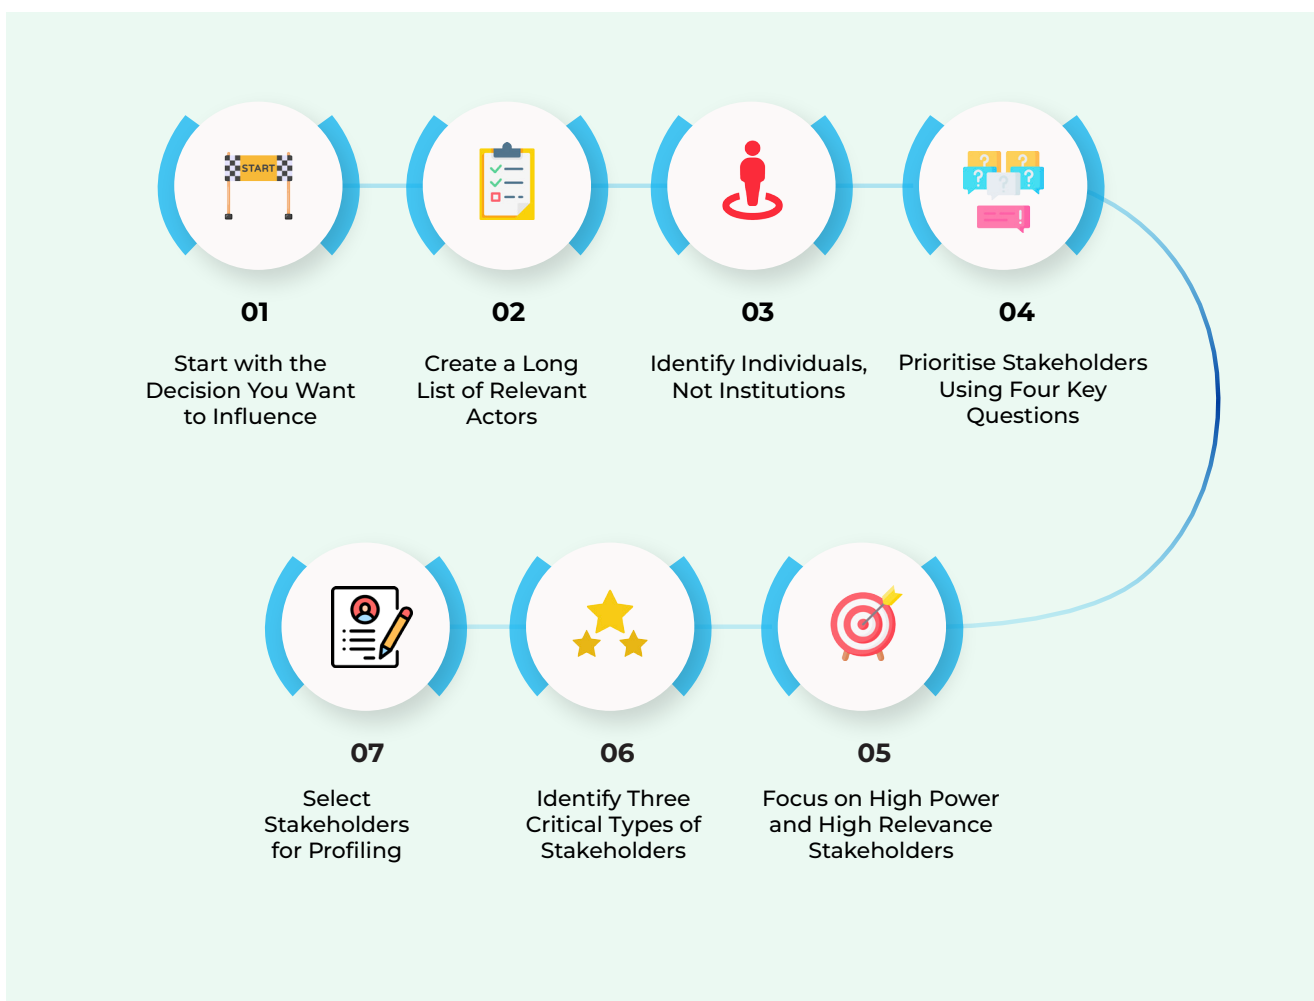 START
01
Start with the
Decision You Want
to Influence
02
Create a Long
List of Relevant
Actors
03
Identify Individuals,
Not Institutions
? ?
? ? ?
!
04
Prioritise Stakeholders
Using Four Key
Questions
05
Focus on High Power
and High Relevance
Stakeholders
06
Identify Three
Critical Types of
Stakeholders
07
Select
Stakeholders
for Profiling